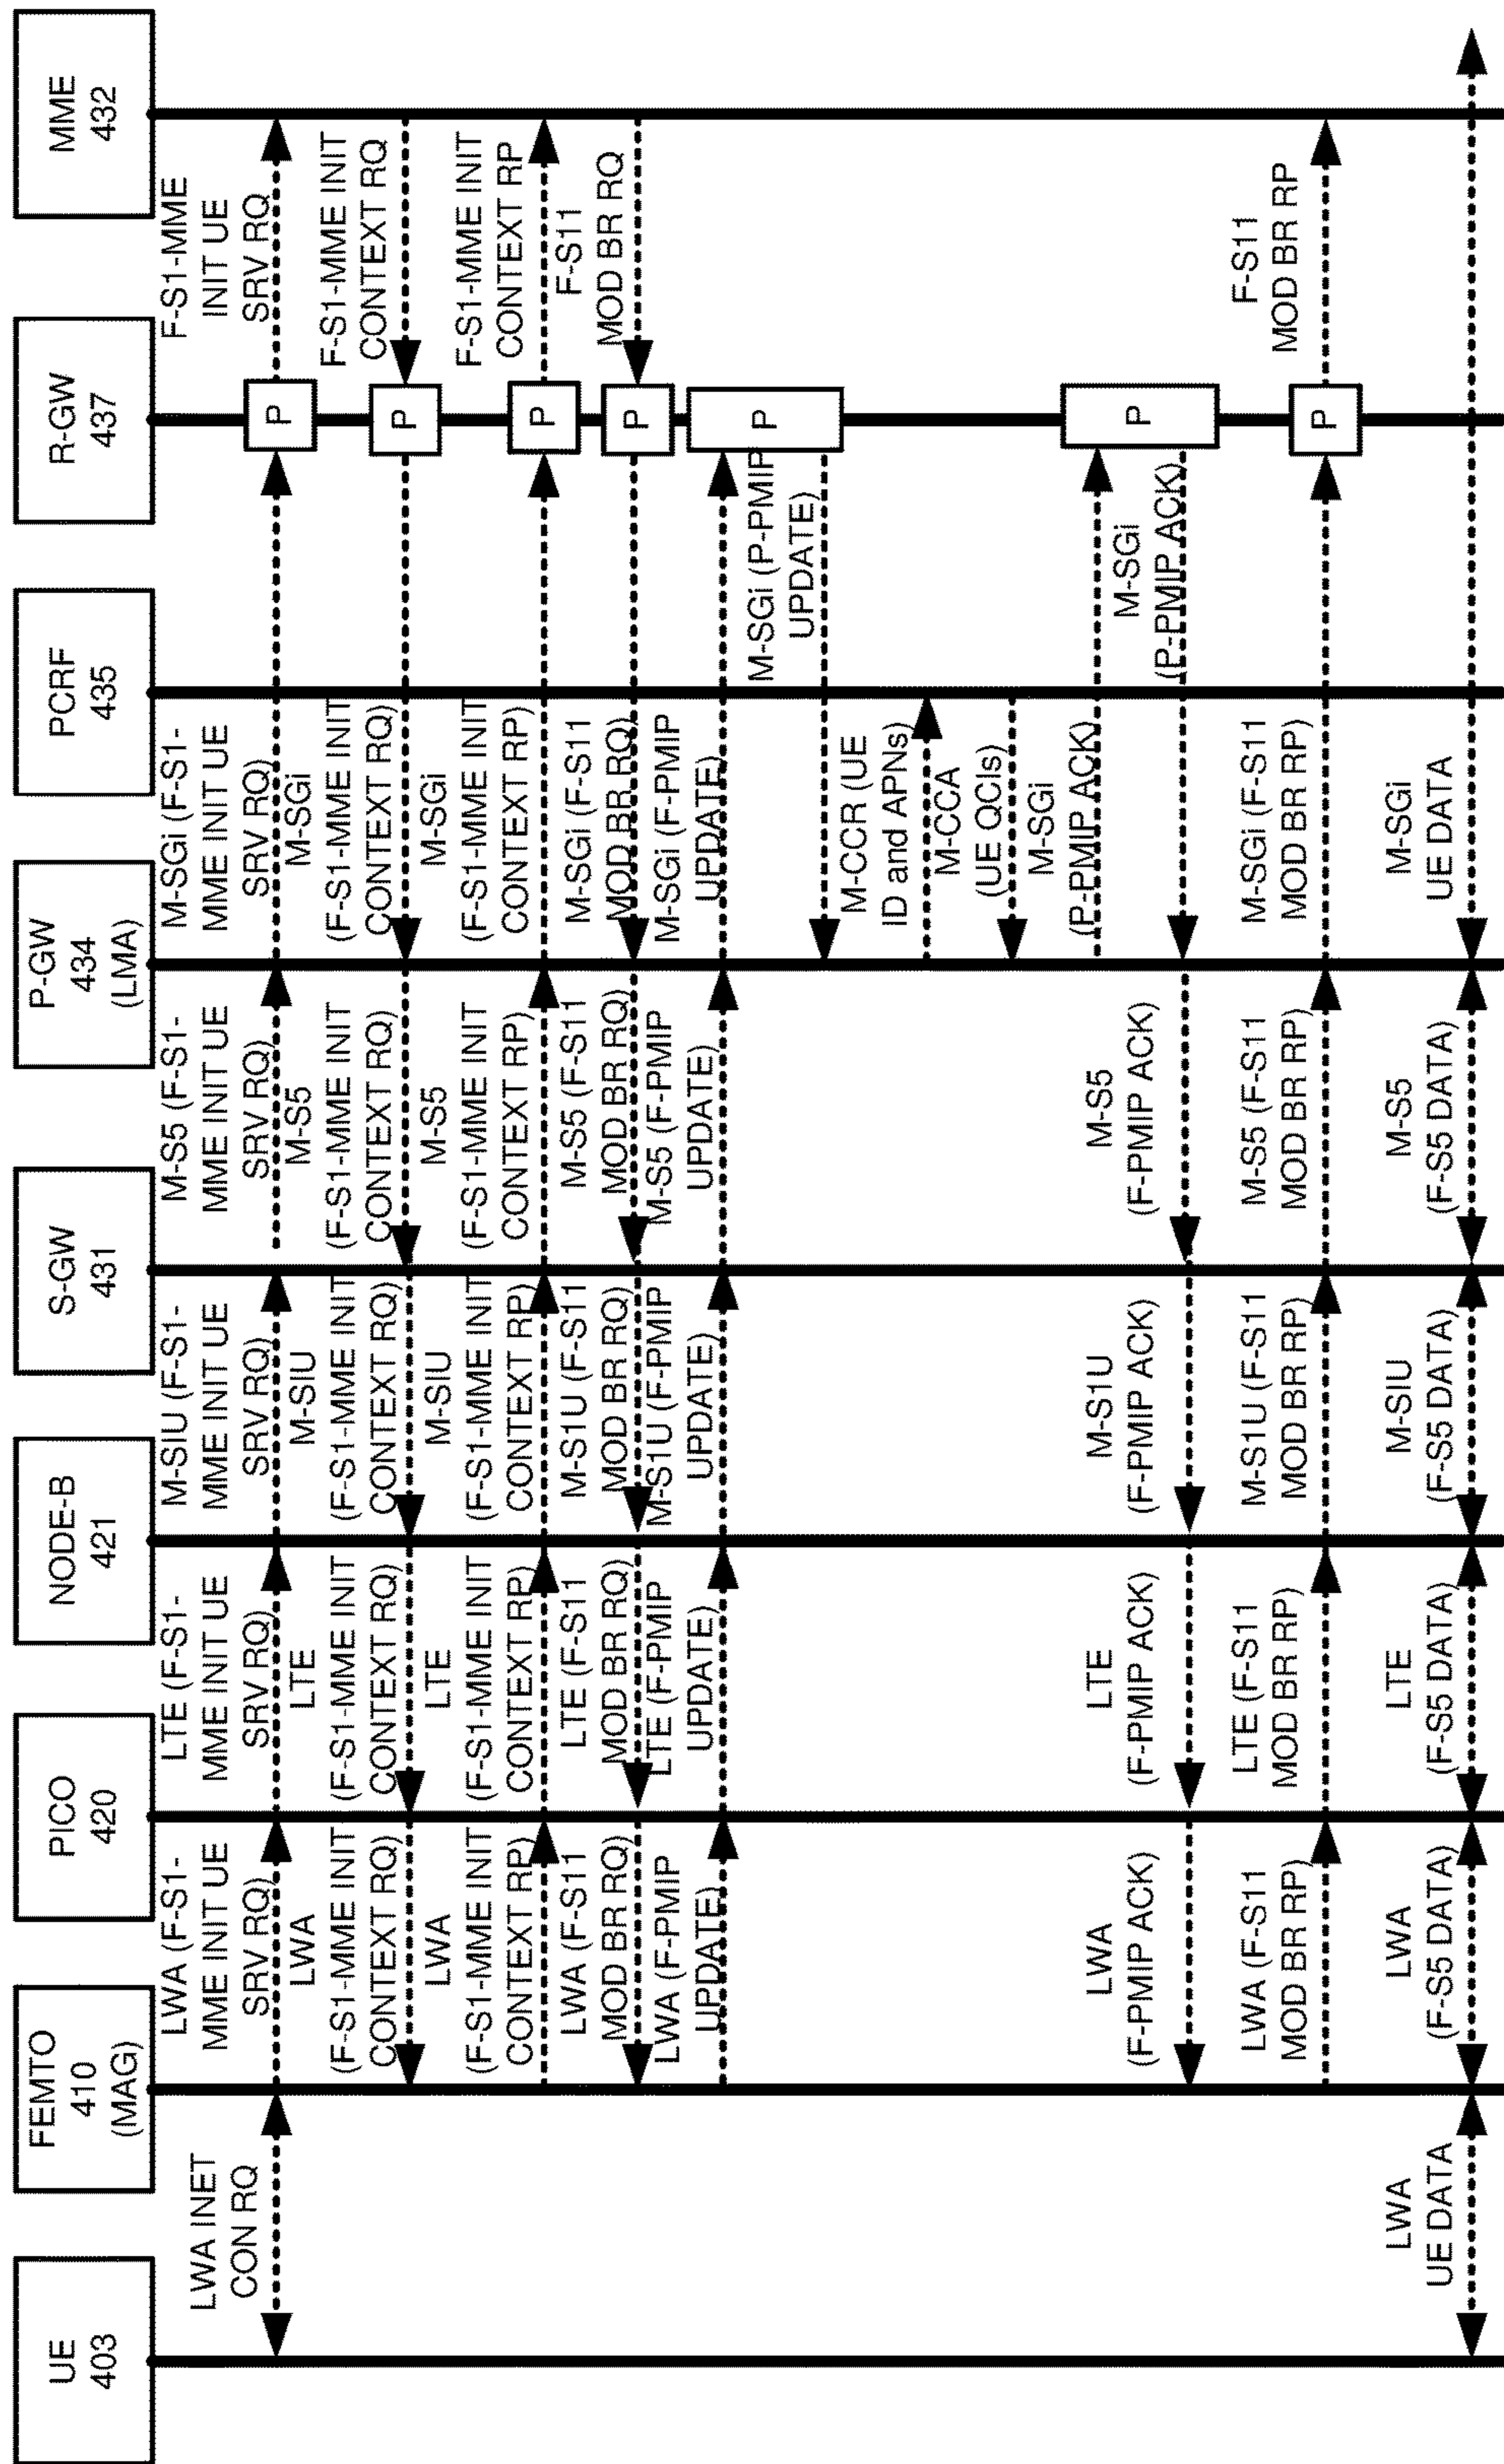 UE
403
FEMTO
410
(MAG)
PICO
420
NODE-B
421
S-GW
431
P-GW
434
(LMA)
PCRF
435
R-GW
437
MME
432
LWA INET
CON RQ
LWA (F-S1-
MME INIT UE
SRV RQ)
LTE (F-S1-
MME INIT UE
SRV RQ)
M-SIU (F-S1-
MME INIT UE
SRV RQ)
M-S5 (F-S1-
MME INIT UE
SRV RQ)
M-SGi (F-S1-
MME INIT UE
SRV RQ)
P
F-S1-MME
INIT UE
SRV RQ
LWA
(F-S1-MME INIT
CONTEXT RQ)
LTE
(F-S1-MME INIT
CONTEXT RQ)
M-SIU
(F-S1-MME INIT
CONTEXT RQ)
M-S5
(F-S1-MME INIT
CONTEXT RQ)
M-SGi
(F-S1-MME INIT
CONTEXT RQ)
P
F-S1-MME INIT
CONTEXT RQ
LWA
(F-S1-MME INIT
CONTEXT RP)
LTE
(F-S1-MME INIT
CONTEXT RP)
M-SIU
(F-S1-MME INIT
CONTEXT RP)
M-S5
(F-S1-MME INIT
CONTEXT RP)
M-SGi
(F-S1-MME INIT
CONTEXT RP)
P
F-S1-MME INIT
CONTEXT RP
LWA (F-S11
MOD BR RQ)
LTE (F-S11
MOD BR RQ)
M-S1U (F-S11
MOD BR RQ)
M-S5 (F-S11
MOD BR RQ)
M-SGi (F-S11
MOD BR RQ)
P
F-S11
MOD BR RQ
LWA (F-PMIP
UPDATE)
LTE (F-PMIP
UPDATE)
M-S1U (F-PMIP
UPDATE)
M-S5 (F-PMIP
UPDATE)
M-SGi (F-PMIP
UPDATE)
P
M-SGi (P-PMIP
UPDATE)
M-CCR (UE
ID and APNs)
M-CCA
(UE QCIs)
M-SGi
(P-PMIP ACK)
P
M-SGi
(P-PMIP ACK)
LWA
(F-PMIP ACK)
LTE
(F-PMIP ACK)
M-S1U
(F-PMIP ACK)
M-S5
(F-PMIP ACK)
LWA (F-S11
MOD BR RP)
LTE (F-S11
MOD BR RP)
M-S1U (F-S11
MOD BR RP)
M-S5 (F-S11
MOD BR RP)
M-SGi (F-S11
MOD BR RP)
P
F-S11
MOD BR RP
LWA
UE DATA
LWA
(F-S5 DATA)
LTE
(F-S5 DATA)
M-SIU
(F-S5 DATA)
M-S5
(F-S5 DATA)
M-SGi
UE DATA